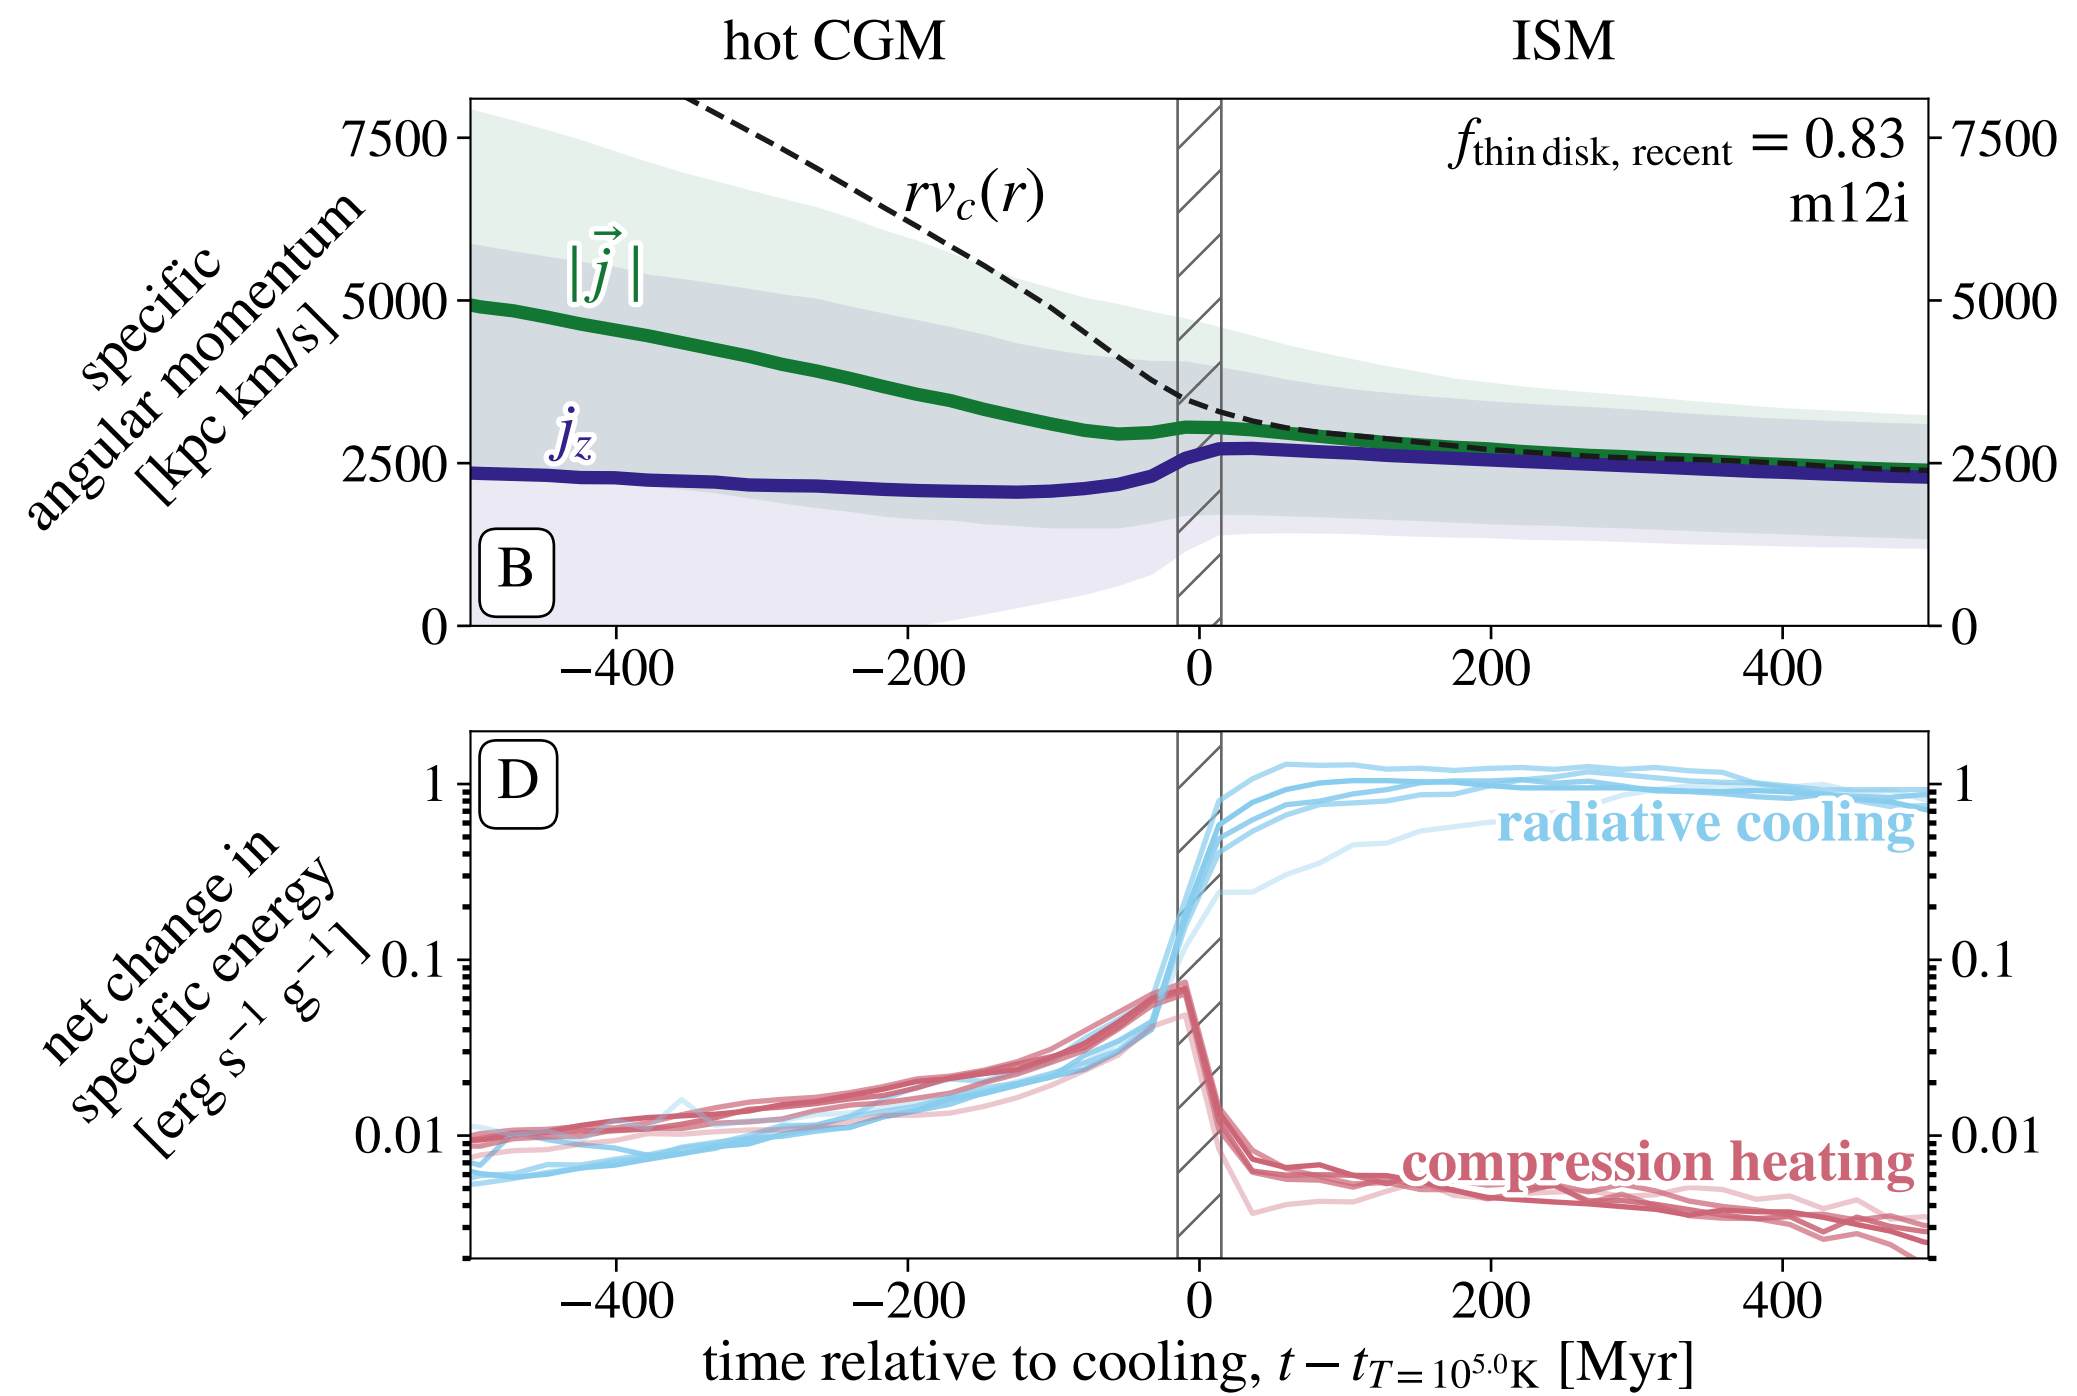 hot CGM
ISM
specific
angular momentum
[kpc km/s]
7500
5000
2500
0
7500
5000
2500
0
f_thin disk, recent = 0.83
m12i
rv_c(r)
|j⃗|
j_z
B
−400
−200
0
200
400
D
net change in
specific energy
[erg s⁻¹ g⁻¹]
1
0.1
0.01
1
0.1
0.01
radiative cooling
compression heating
−400
−200
0
200
400
time relative to cooling, t − t_T = 10^5.0 K [Myr]